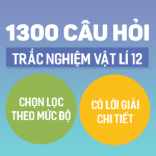 1300 CÂU HỎI
TRẮC NGHIỆM VẬT LÍ 12
CHỌN LỌC
THEO MỨC ĐỘ
CÓ LỜI GIẢI
CHI TIẾT